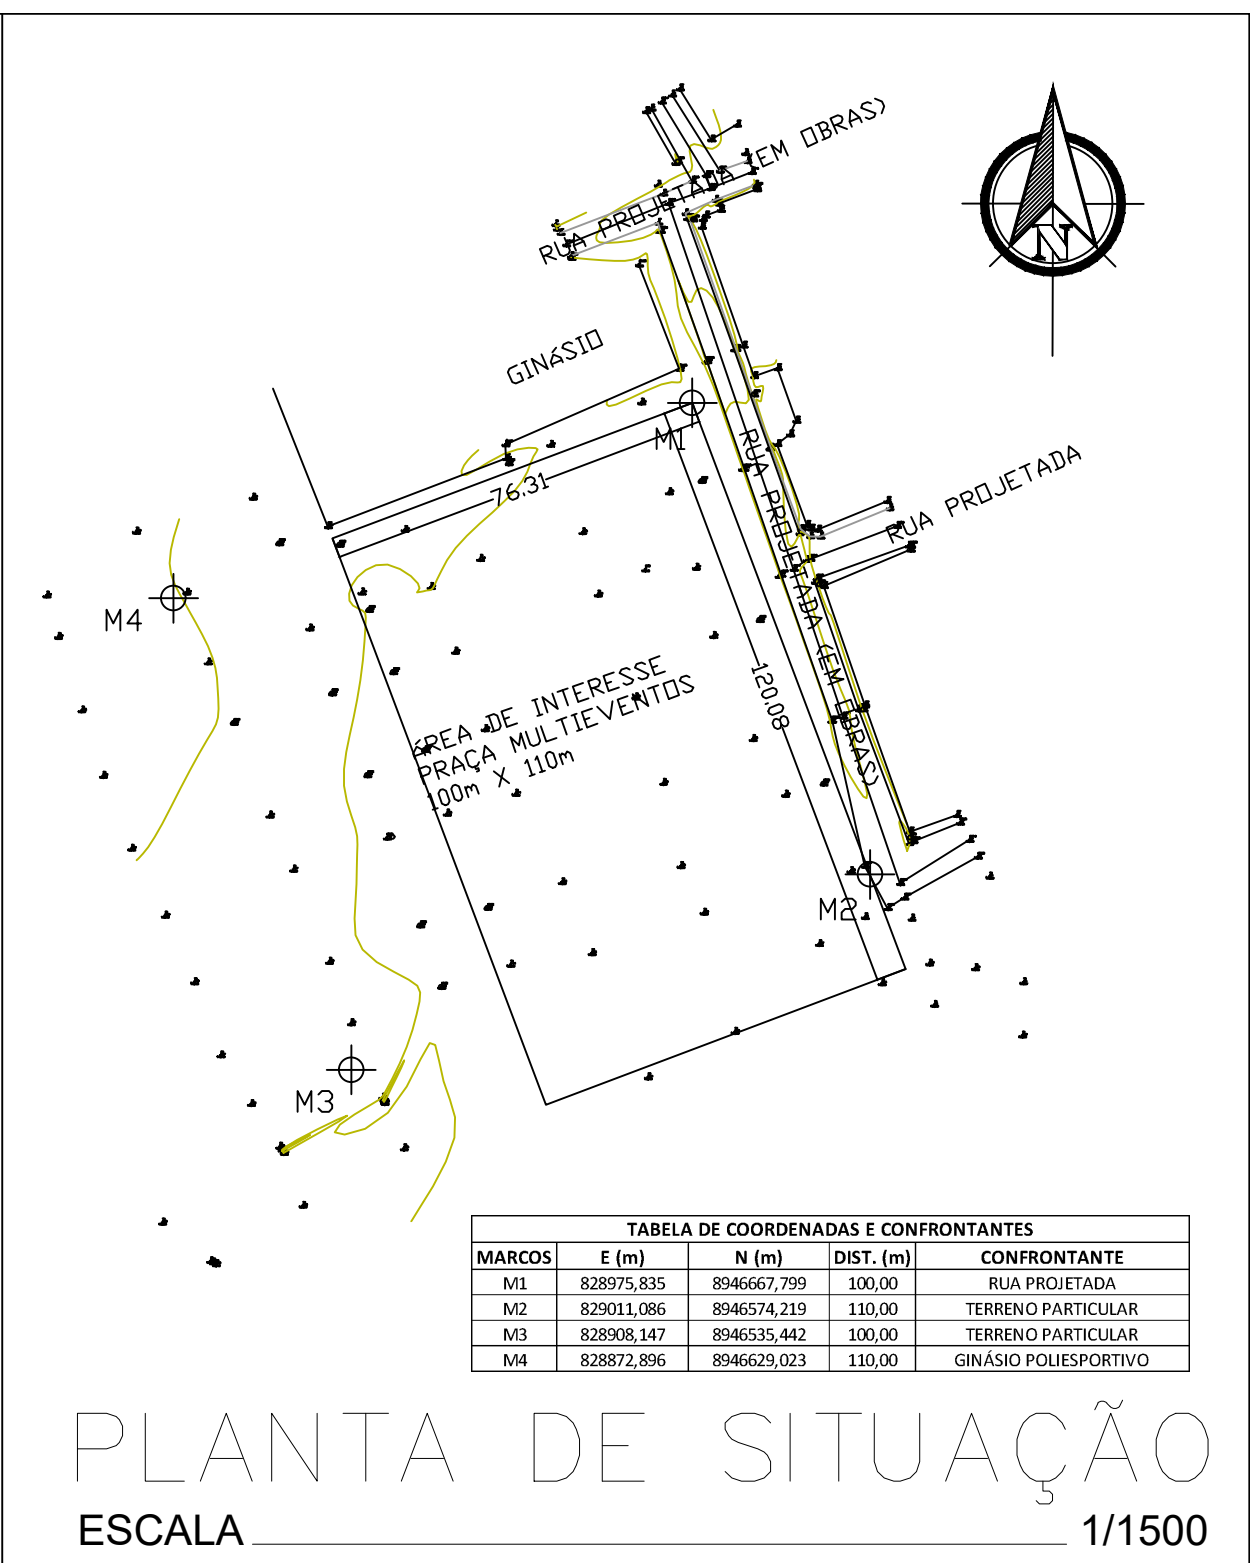 RUA PROJETADA (EM OBRAS)
N
GINÁSIO
M1
RUA PROJETADA (EM OBRAS)
RUA PROJETADA
76.31
M4
120.08
ÁREA DE INTERESSE
PRAÇA MULTIEVENTOS
100m X 110m
M2
M3
TABELA DE COORDENADAS E CONFRONTANTES
MARCOS E (m) N (m) DIST. (m) CONFRONTANTE
M1 828975,835 8946667,799 100,00 RUA PROJETADA
M2 829011,086 8946574,219 110,00 TERRENO PARTICULAR
M3 828908,147 8946535,442 100,00 TERRENO PARTICULAR
M4 828872,896 8946629,023 110,00 GINÁSIO POLIESPORTIVO
PLANTA DE SITUAÇÃO
ESCALA 1/1500